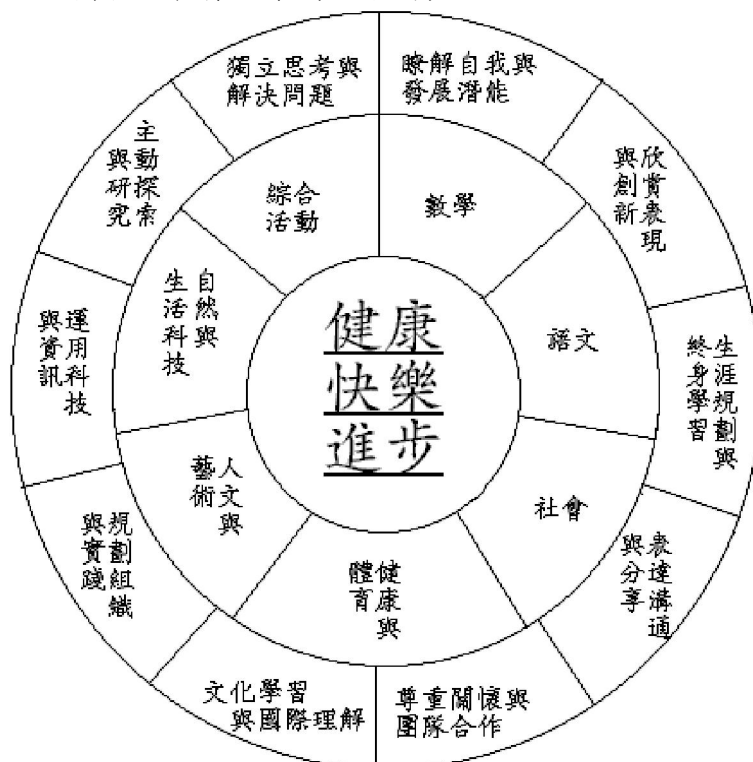 獨立思考與
解決問題
瞭解自我與
發展潛能
欣賞表現
與創新
生涯規劃與
終身學習
表達溝通
與分享
尊重關懷與
團隊合作
文化學習
與國際理解
規劃組織
與實踐
運用科技
與資訊
主動探索
與研究
綜合
活動
數學
語文
社會
健康與
體育
人文與
藝術
自然與
生活科技
健康
快樂
進步